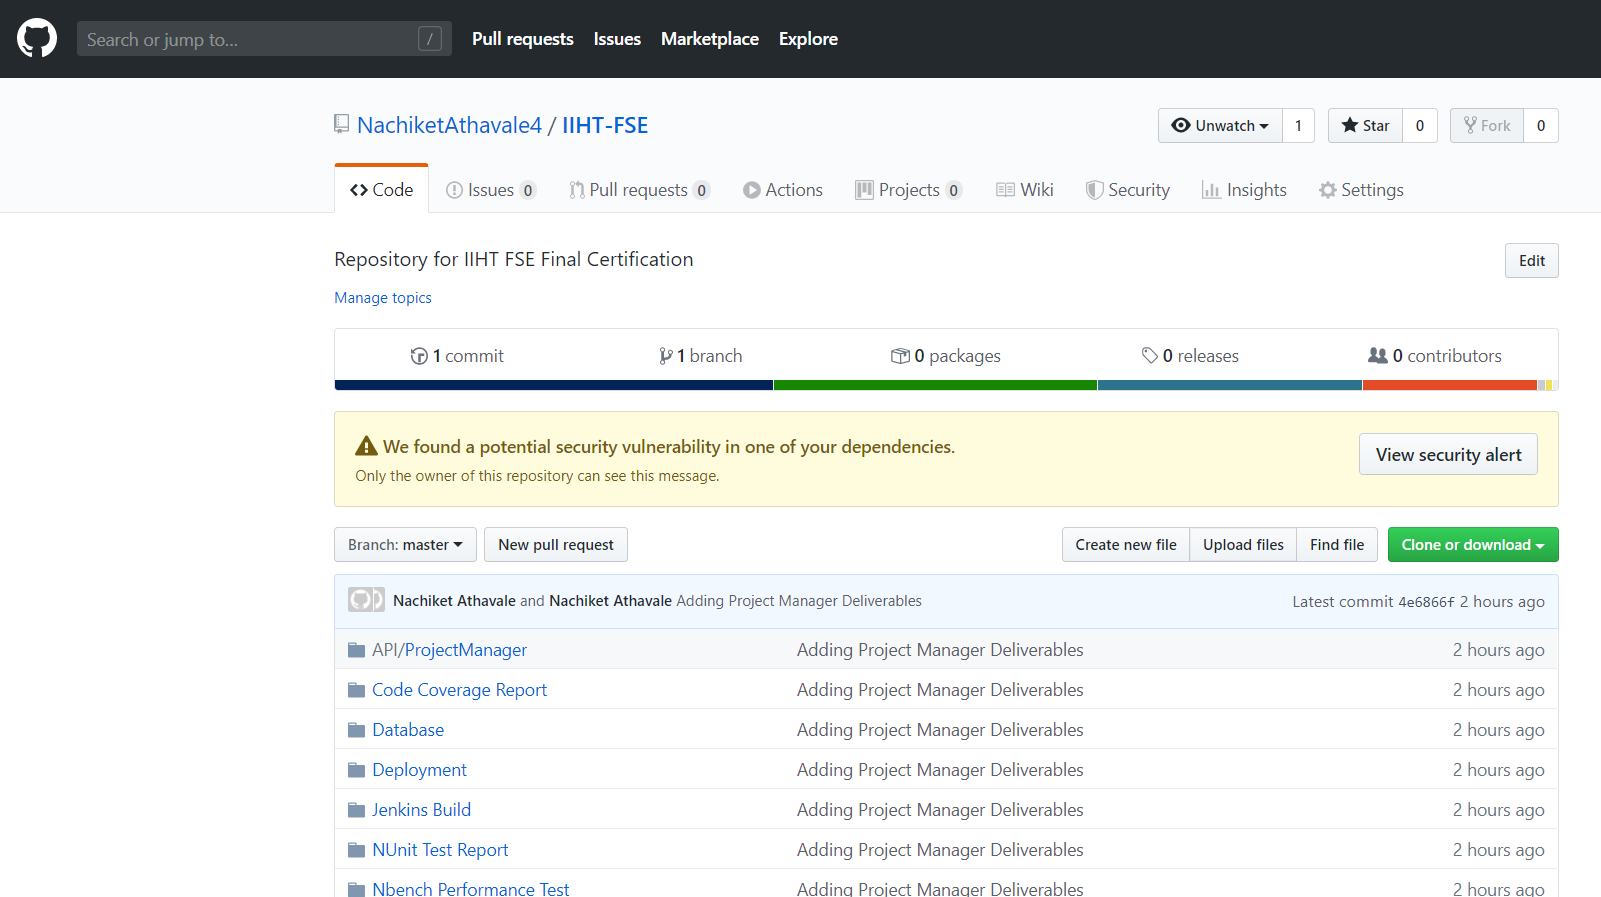 Search or jump to... / Pull requests Issues Marketplace Explore
NachiketAthavale4 / IIHT-FSE Unwatch 1 Star 0 Fork 0
Code Issues 0 Pull requests 0 Actions Projects 0 Wiki Security Insights Settings
Repository for IIHT FSE Final Certification Edit
Manage topics
1 commit 1 branch 0 packages 0 releases 0 contributors
We found a potential security vulnerability in one of your dependencies.
Only the owner of this repository can see this message.
View security alert
Branch: master New pull request Create new file Upload files Find file Clone or download
Nachiket Athavale and Nachiket Athavale Adding Project Manager Deliverables Latest commit 4e6866f 2 hours ago
API/ProjectManager Adding Project Manager Deliverables 2 hours ago
Code Coverage Report Adding Project Manager Deliverables 2 hours ago
Database Adding Project Manager Deliverables 2 hours ago
Deployment Adding Project Manager Deliverables 2 hours ago
Jenkins Build Adding Project Manager Deliverables 2 hours ago
NUnit Test Report Adding Project Manager Deliverables 2 hours ago
Nbench Performance Test Adding Project Manager Deliverables 2 hours ago